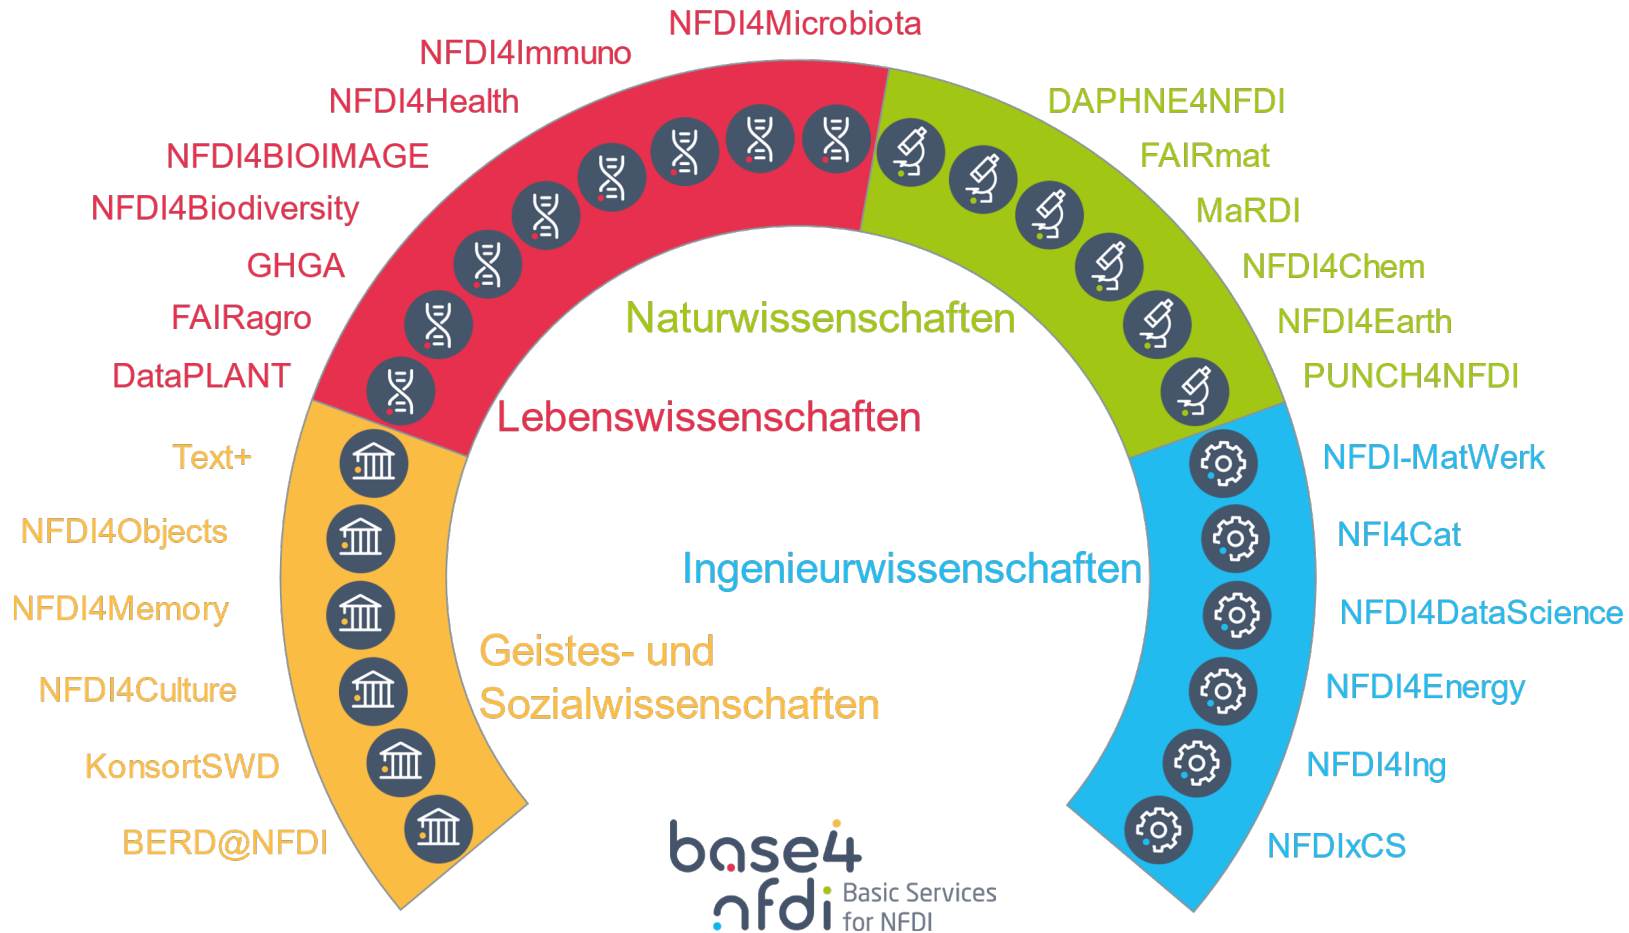 NFDI4Microbiota
NFDI4Immuno
NFDI4Health
NFDI4BIOIMAGE
NFDI4Biodiversity
GHGA
FAIRagro
DataPLANT
Text+
NFDI4Objects
NFDI4Memory
NFDI4Culture
KonsortSWD
BERD@NFDI
DAPHNE4NFDI
FAIRmat
MaRDI
NFDI4Chem
NFDI4Earth
PUNCH4NFDI
NFDI-MatWerk
NFI4Cat
NFDI4DataScience
NFDI4Energy
NFDI4Ing
NFDIxCS
Naturwissenschaften
Lebenswissenschaften
Ingenieurwissenschaften
Geistes- und
Sozialwissenschaften
base4
nfdi
Basic Services
for NFDI